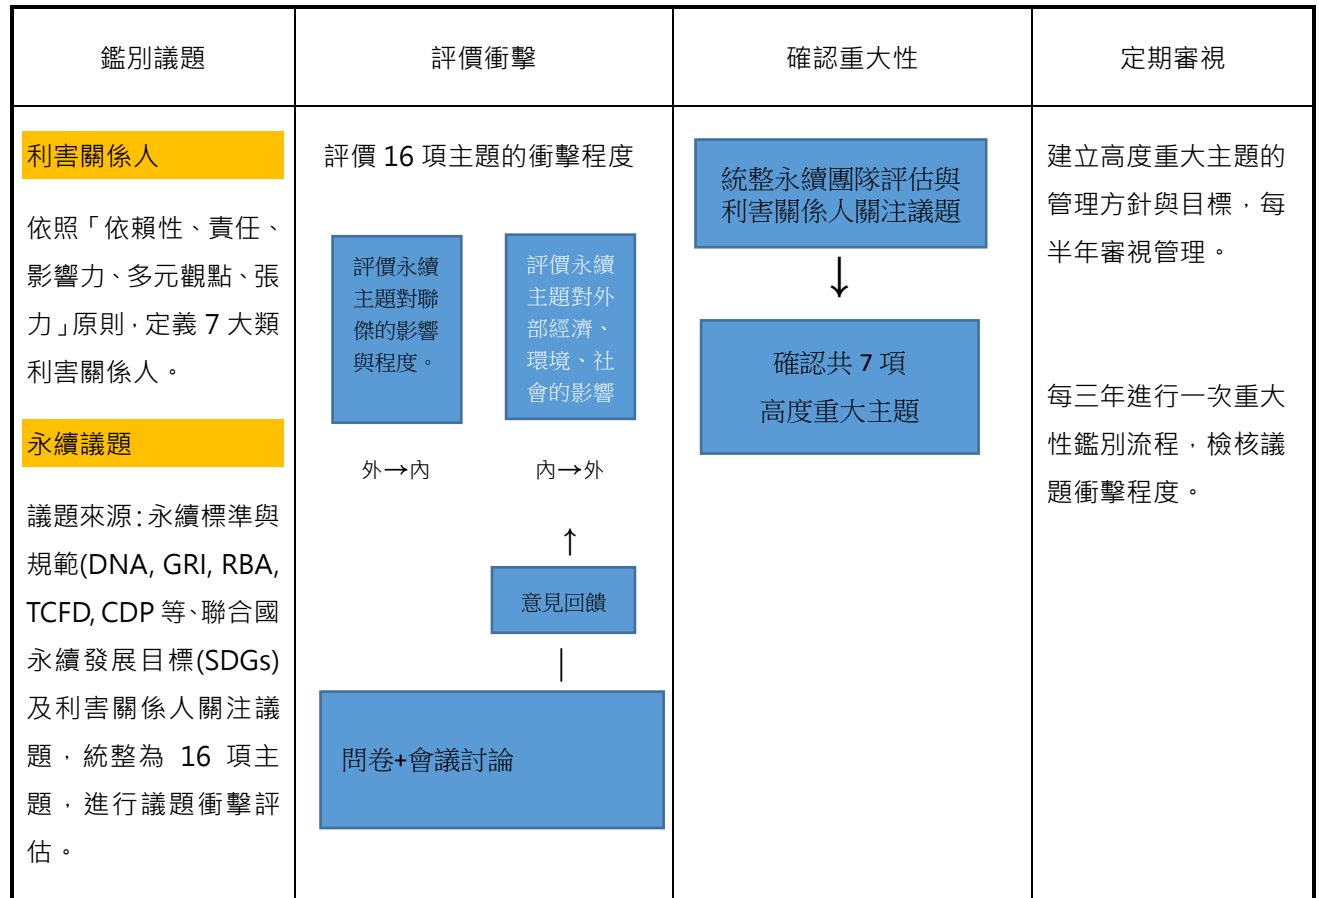 鑑別議題
評價衝擊
確認重大性
定期審視
利害關係人
依照「依賴性、責任、
影響力、多元觀點、張
力」原則,定義 7 大類
利害關係人。
永續議題
議題來源:永續標準與
規範(DNA, GRI, RBA,
TCFD, CDP 等、聯合國
永續發展目標(SDGs)
及利害關係人關注議
題,統整為 16 項主
題,進行議題衝擊評
估。
評價 16 項主題的衝擊程度
評價永續
主題對聯
傑的影響
與程度。
外→內
評價永續
主題對外
部經濟、
環境、社
會的影響
內→外
↑
意見回饋
|
問卷+會議討論
統整永續團隊評估與
利害關係人關注議題
↓
確認共 7 項
高度重大主題
建立高度重大主題的
管理方針與目標,每
半年審視管理。
每三年進行一次重大
性鑑別流程,檢核議
題衝擊程度。